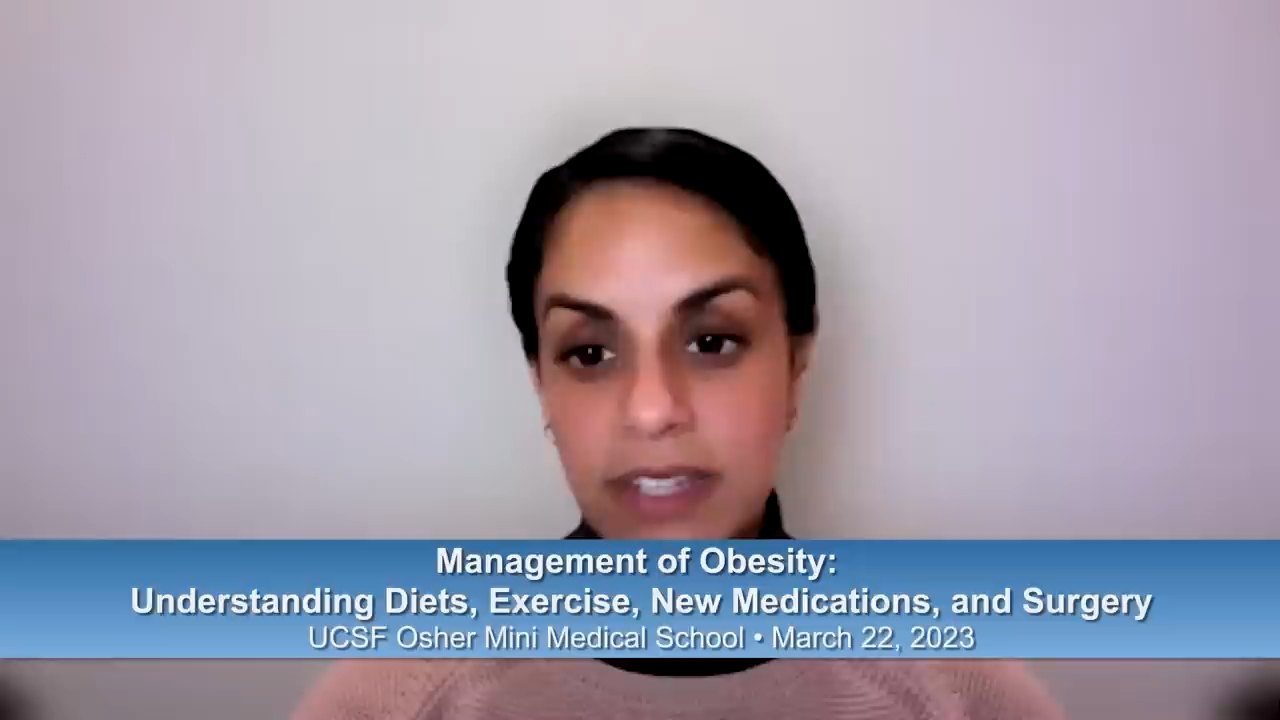 Management of Obesity:
Understanding Diets, Exercise, New Medications, and Surgery
UCSF Osher Mini Medical School • March 22, 2023